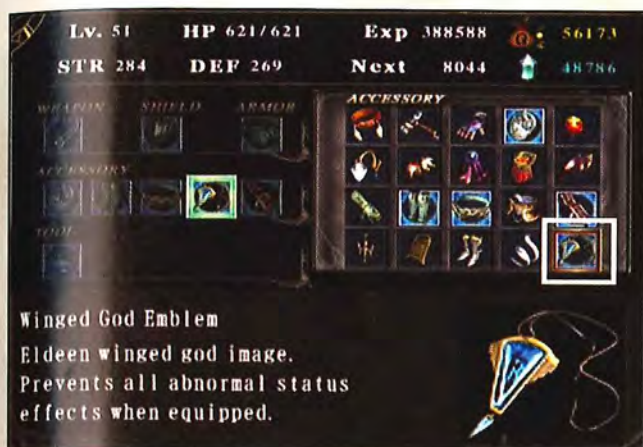 Lv. 51 HP 621/621 Exp 388588 56173
STR 284 DEF 269 Next 8044 48786
WEAPON SHIELD ARMOR ACCESSORY
ACCESSORY
TOOL
Winged God Emblem
Eldeen winged god image.
Prevents all abnormal status
effects when equipped.